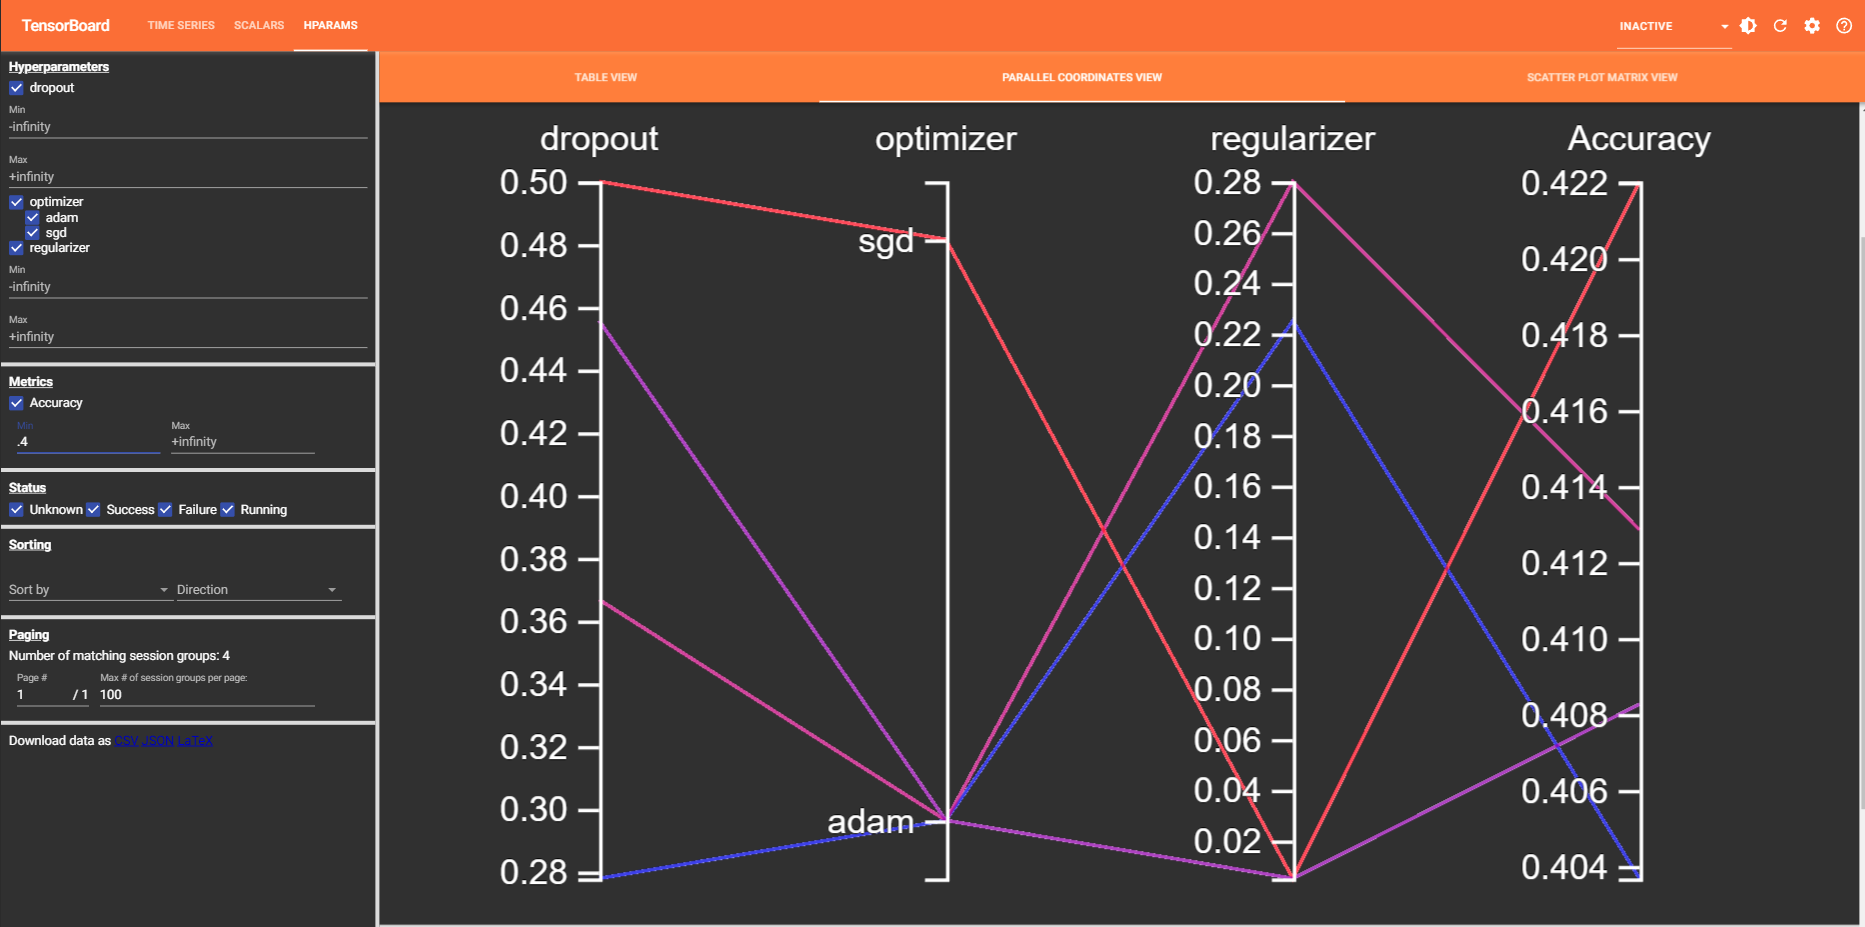 TensorBoard TIME SERIES SCALARS HPARAMS INACTIVE
Hyperparameters
dropout
Min
-infinity
Max
+infinity
optimizer
adam
sgd
regularizer
Min
-infinity
Max
+infinity
Metrics
Accuracy
Min Max
.4 +infinity
Status
Unknown Success Failure Running
Sorting
Sort by Direction
Paging
Number of matching session groups: 4
Page # Max # of session groups per page:
1 / 1 100
Download data as CSV JSON LaTeX
TABLE VIEW PARALLEL COORDINATES VIEW SCATTER PLOT MATRIX VIEW
dropout
0.50
0.48
0.46
0.44
0.42
0.40
0.38
0.36
0.34
0.32
0.30
0.28
optimizer
sgd
adam
regularizer
0.28
0.26
0.24
0.22
0.20
0.18
0.16
0.14
0.12
0.10
0.08
0.06
0.04
0.02
Accuracy
0.422
0.420
0.418
0.416
0.414
0.412
0.410
0.408
0.406
0.404